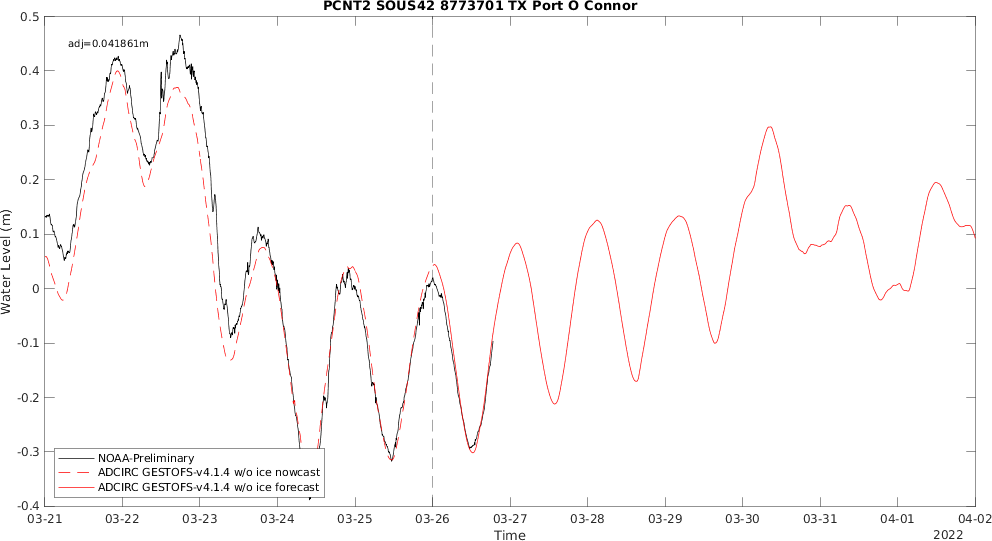 PCNT2 SOUS42 8773701 TX Port O Connor
adj=0.041861m
0.5
0.4
0.3
0.2
0.1
0
-0.1
-0.2
-0.3
-0.4
Water Level (m)
NOAA-Preliminary
ADCIRC GESTOFS-v4.1.4 w/o ice nowcast
ADCIRC GESTOFS-v4.1.4 w/o ice forecast
03-21 03-22 03-23 03-24 03-25 03-26 03-27 03-28 03-29 03-30 03-31 04-01 04-02
Time
2022